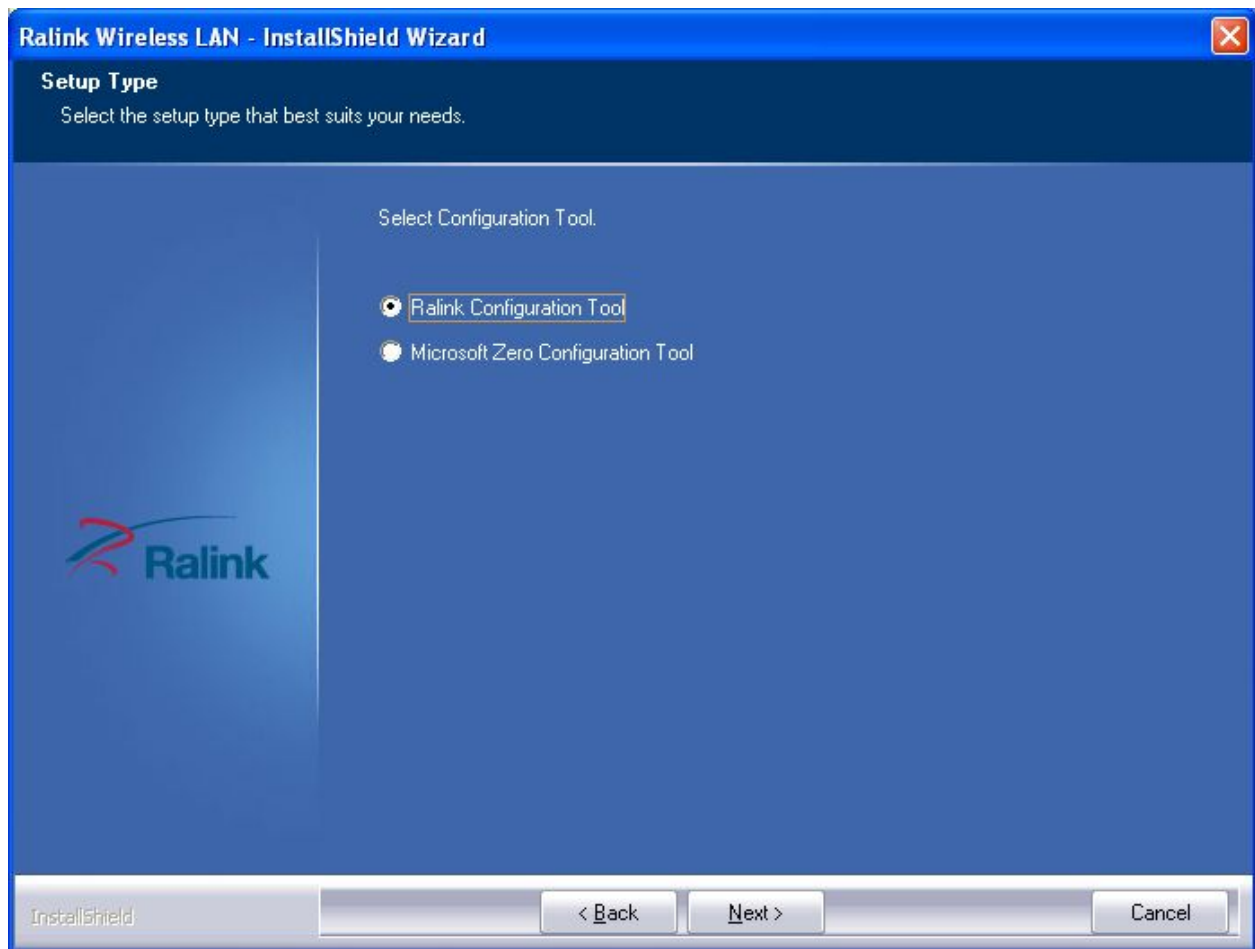 Ralink Wireless LAN - InstallShield Wizard
Setup Type
Select the setup type that best suits your needs.
Select Configuration Tool.
Ralink Configuration Tool
Microsoft Zero Configuration Tool
Ralink
InstallShield
< Back
Next >
Cancel